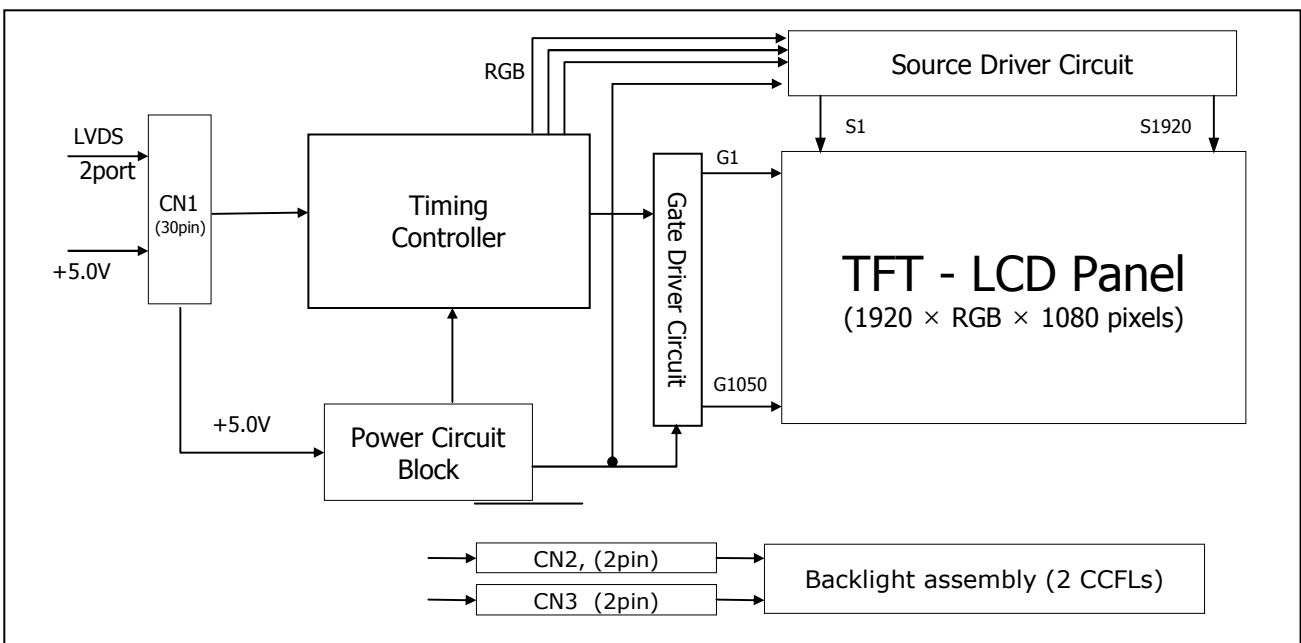 RGB
Source Driver Circuit
S1
S1920
LVDS
2port
CN1
(30pin)
+5.0V
Timing
Controller
Gate Driver Circuit
G1
G1050
TFT - LCD Panel
(1920 × RGB × 1080 pixels)
+5.0V
Power Circuit
Block
CN2, (2pin)
CN3 (2pin)
Backlight assembly (2 CCFLs)